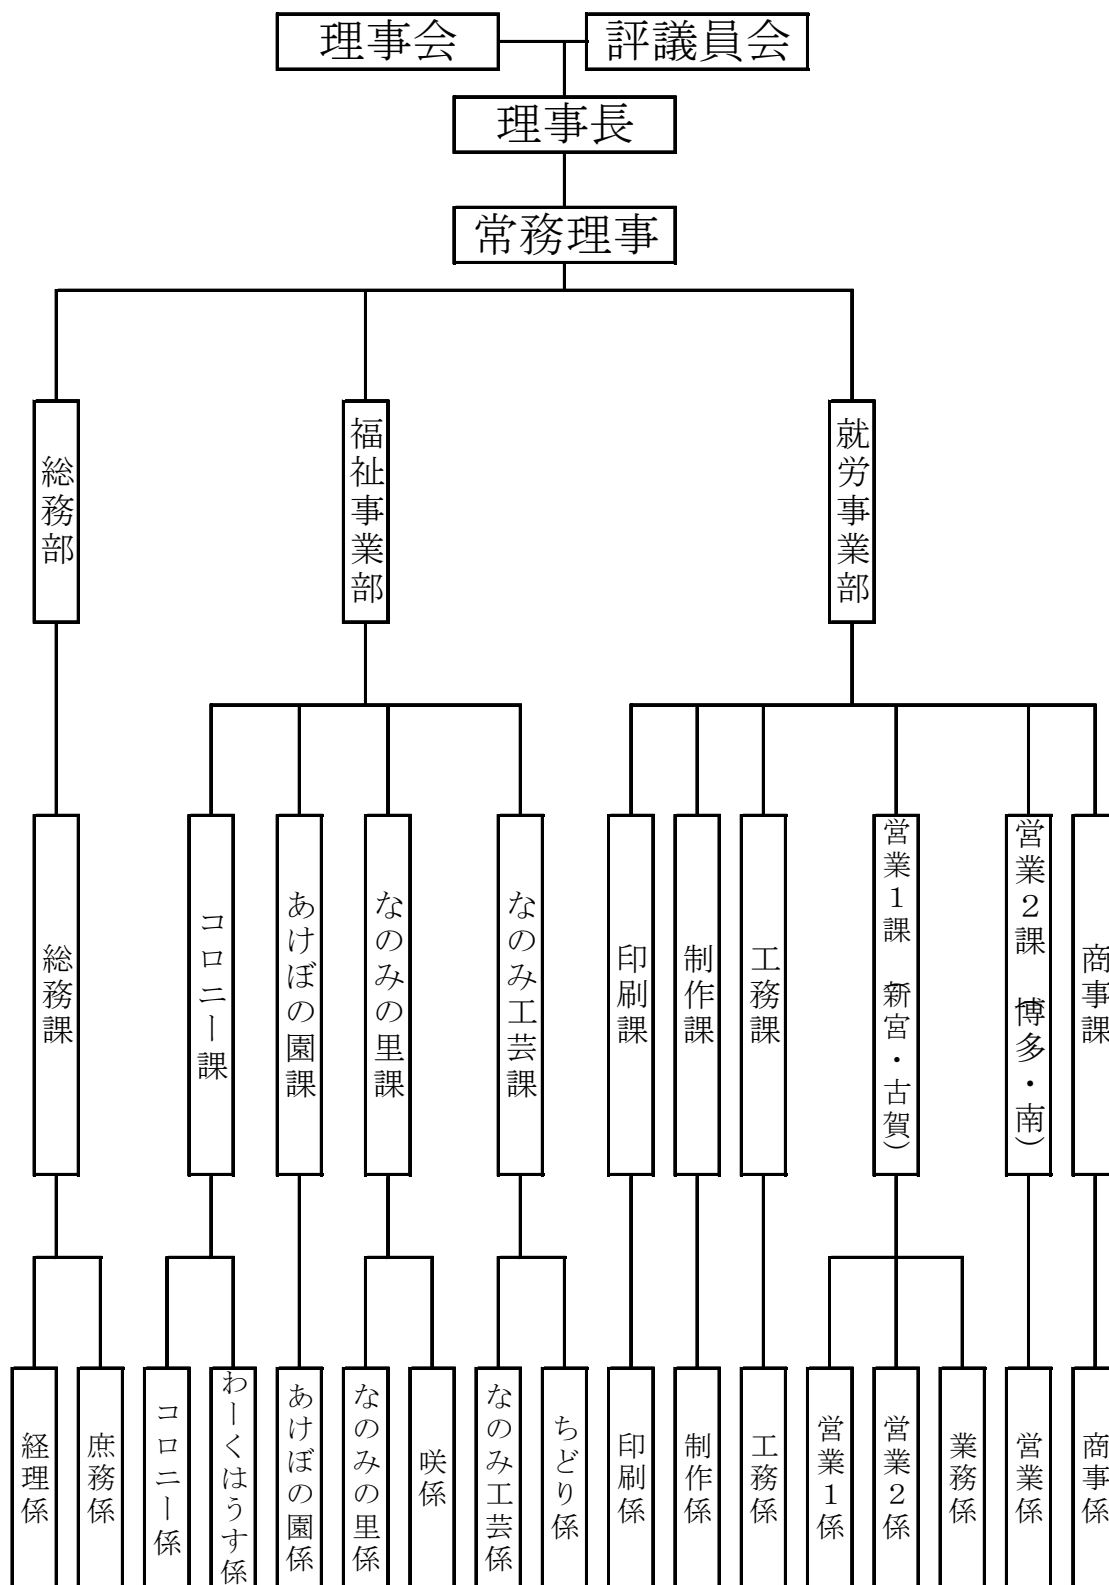 理事会
評議員会
理事長
常務理事
総務部
福祉事業部
就労事業部
総務課
コロニー課
あけぼの園課
なのみの里課
なのみ工芸課
印刷課
制作課
工務課
営業1課（新宮・古賀）
営業2課（博多・南）
商事課
経理係
庶務係
コロニー係
わーくはうす係
あけぼの園係
なのみの里係
咲係
なのみ工芸係
ちどり係
印刷係
制作係
工務係
営業1係
営業2係
業務係
営業係
商事係